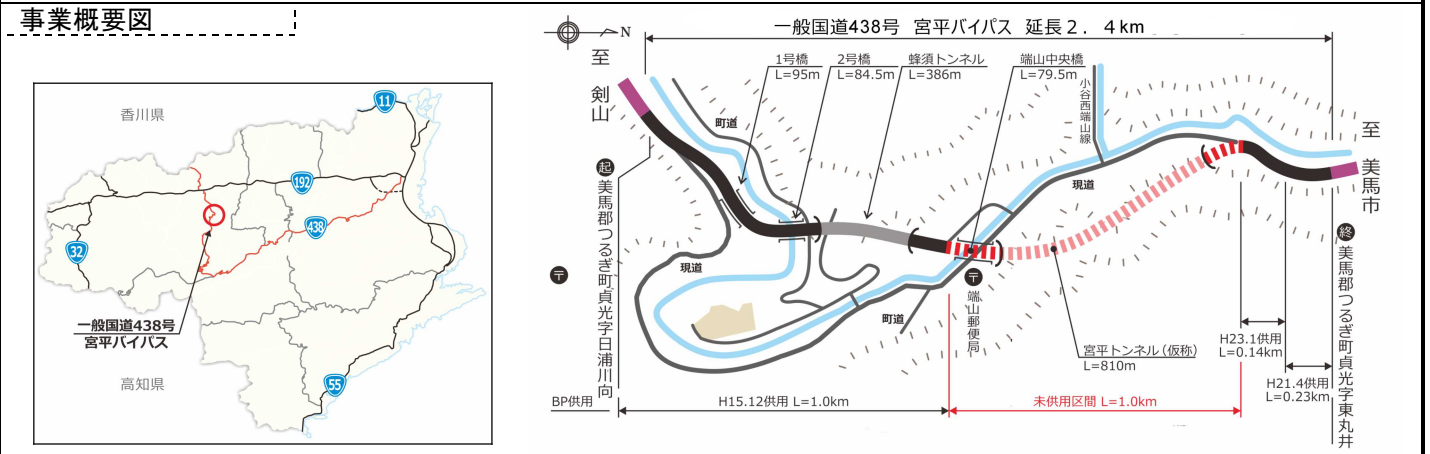 事業概要図
香川県
11
192
438
32
55
一般国道438号
宮平バイパス
高知県
N
一般国道438号 宮平バイパス 延長2.4km
至 剣山
1号橋
L=95m
2号橋
L=84.5m
蜂須トンネル
L=386m
端山中央橋
L=79.5m
小谷西端山線
町道
至 美馬市
起 美馬郡つるぎ町貞光字日浦川向
現道
現道
〒
〒 端山郵便局
町道
宮平トンネル(仮称)
L=810m
H23.1供用
L=0.14km
H21.4供用
L=0.23km
終 美馬郡つるぎ町貞光字東丸井
BP供用
H15.12供用 L=1.0km
未供用区間 L=1.0km